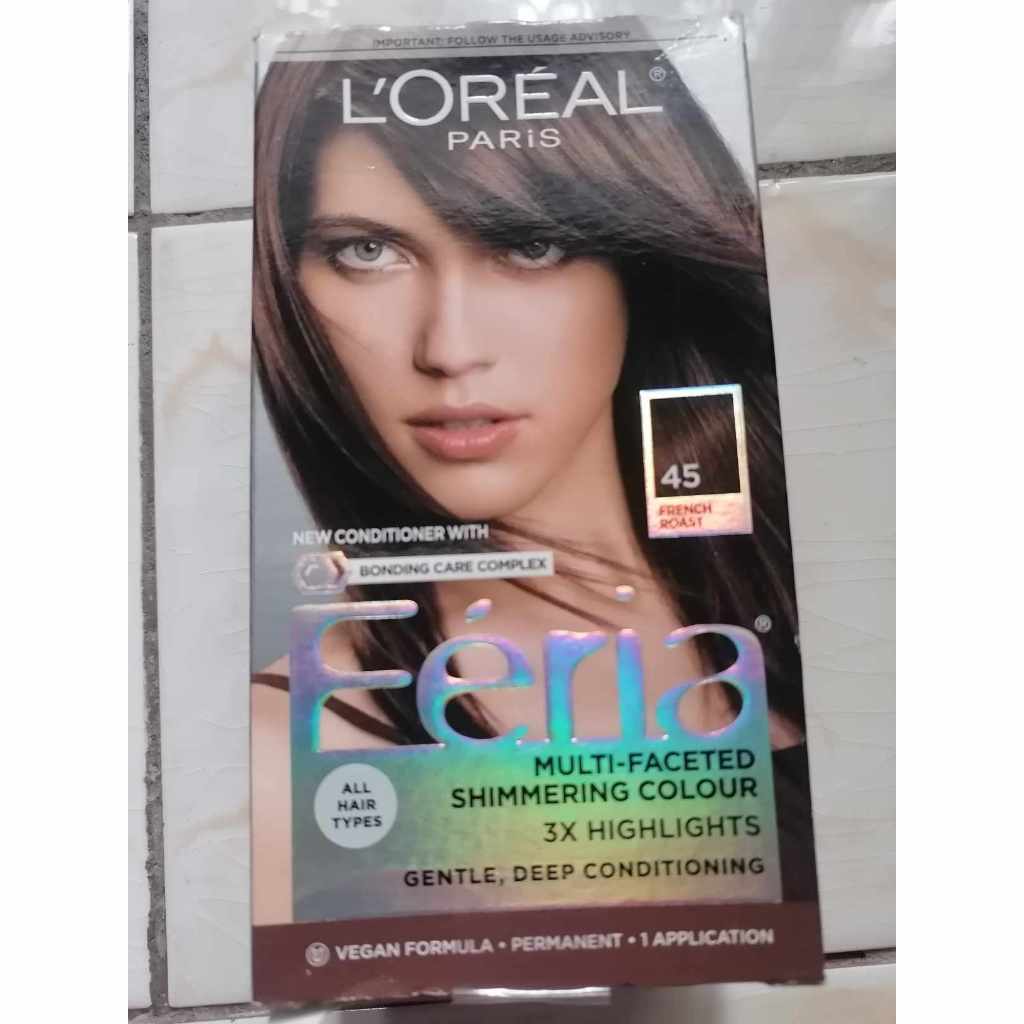 IMPORTANT: FOLLOW THE USAGE ADVISORY
L'ORÉAL®
PARiS
45
FRENCH
ROAST
NEW CONDITIONER WITH
BONDING CARE COMPLEX
Féria®
MULTI-FACETED
SHIMMERING COLOUR
ALL
HAIR
TYPES
3X HIGHLIGHTS
GENTLE, DEEP CONDITIONING
VEGAN FORMULA • PERMANENT • 1 APPLICATION